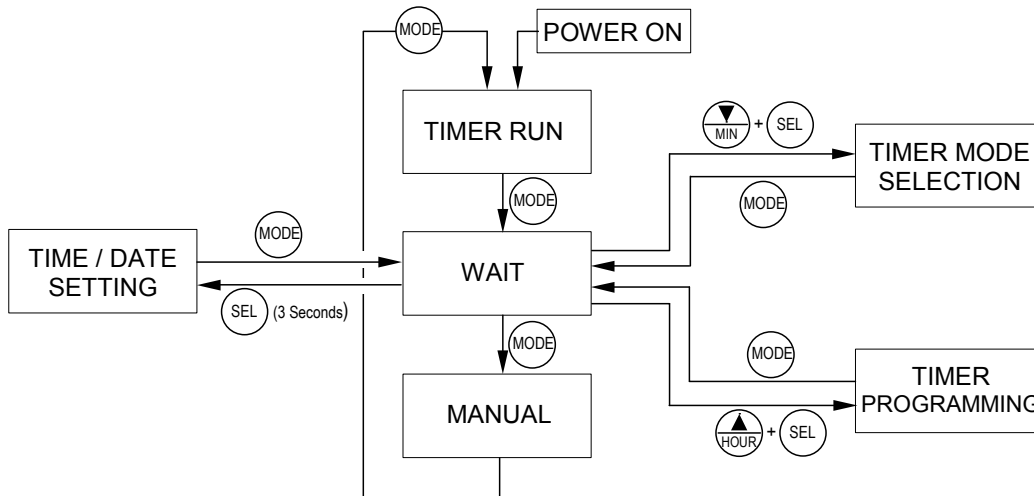 MODE
POWER ON
TIMER RUN
MIN
+
SEL
TIMER MODE
SELECTION
MODE
MODE
MODE
TIME / DATE
SETTING
WAIT
SEL
(3 Seconds)
MODE
MODE
MANUAL
TIMER
PROGRAMMING
HOUR
+
SEL